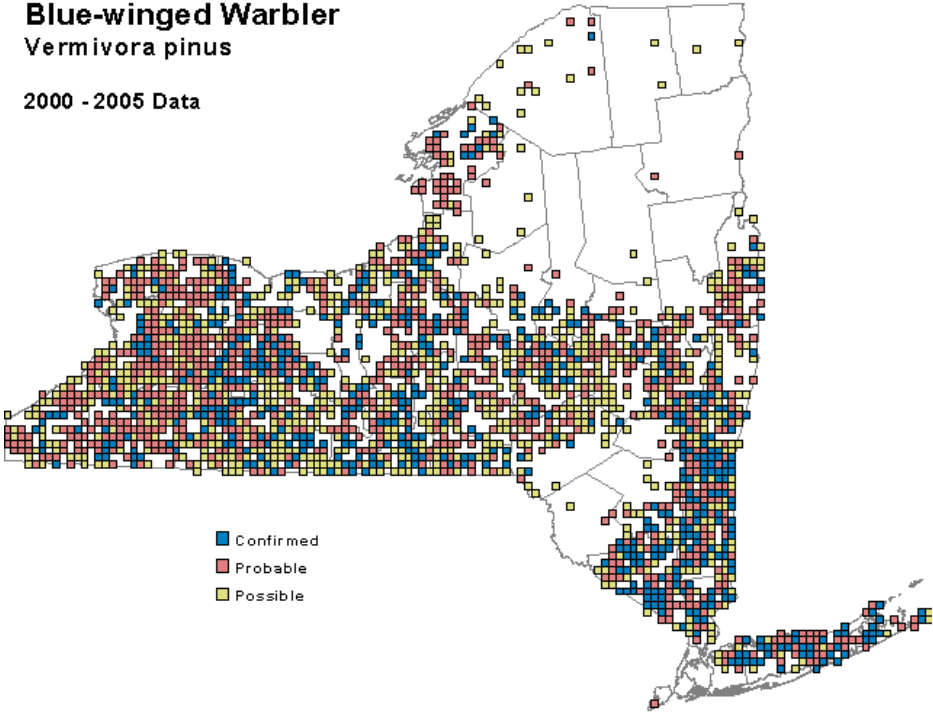 Blue-winged Warbler
Vermivora pinus
2000 - 2005 Data
Confirmed
Probable
Possible